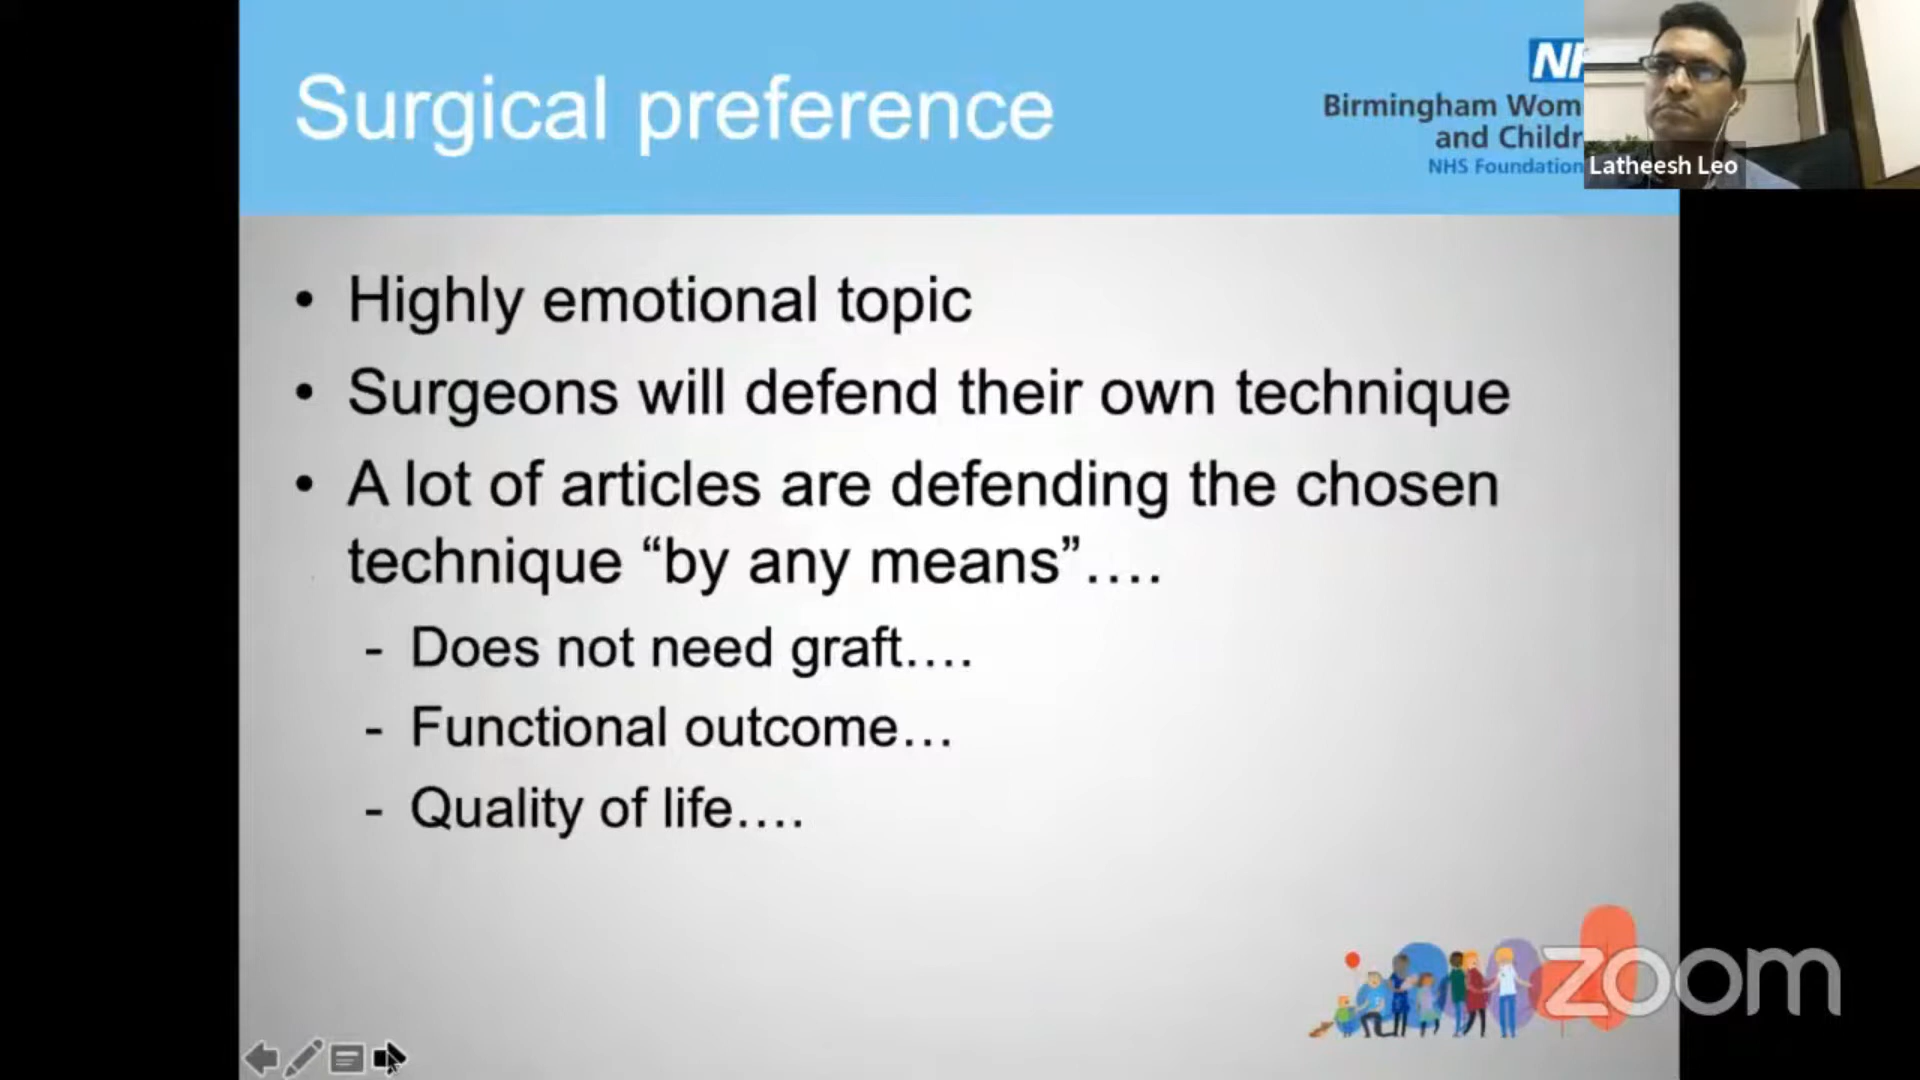 Surgical preference
NH
Birmingham Wom
and Childr
NHS Foundation
Latheesh Leo
• Highly emotional topic
• Surgeons will defend their own technique
• A lot of articles are defending the chosen
technique “by any means”….
- Does not need graft….
- Functional outcome…
- Quality of life….
zoom